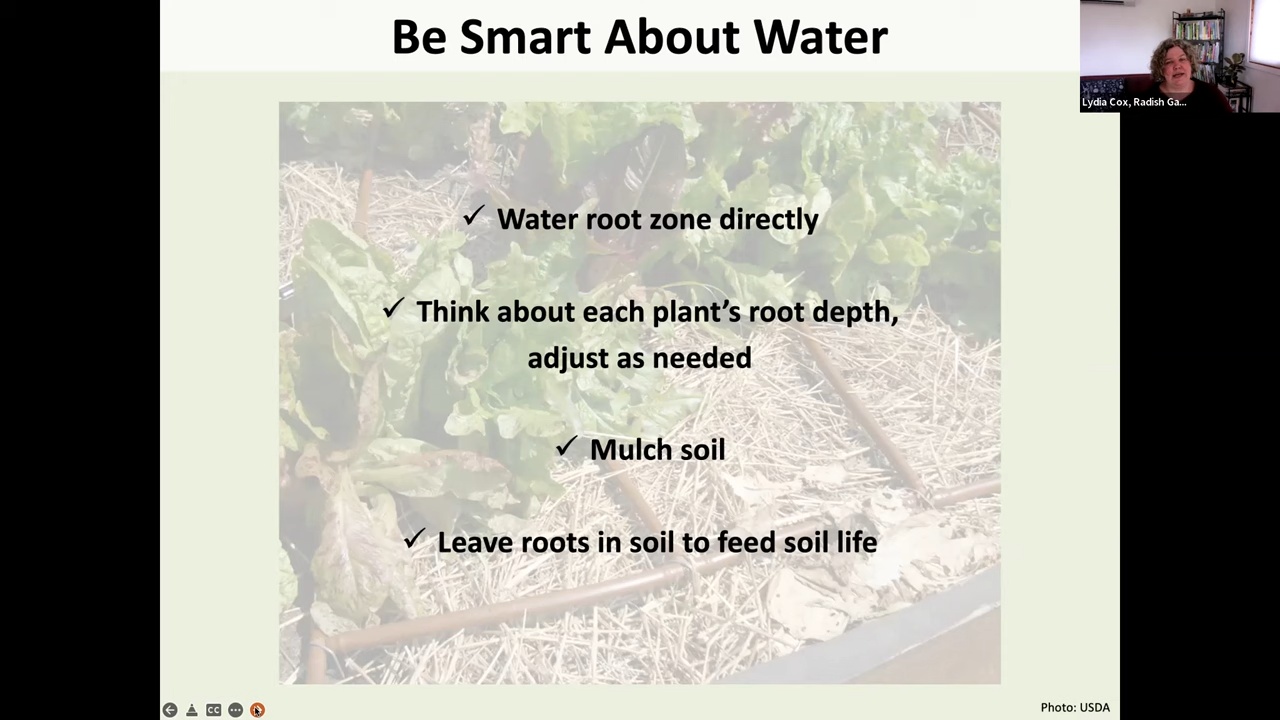 Be Smart About Water
Lydia Cox, Radish Ga...
✓ Water root zone directly
✓ Think about each plant’s root depth,
adjust as needed
✓ Mulch soil
✓ Leave roots in soil to feed soil life
CC
Photo: USDA